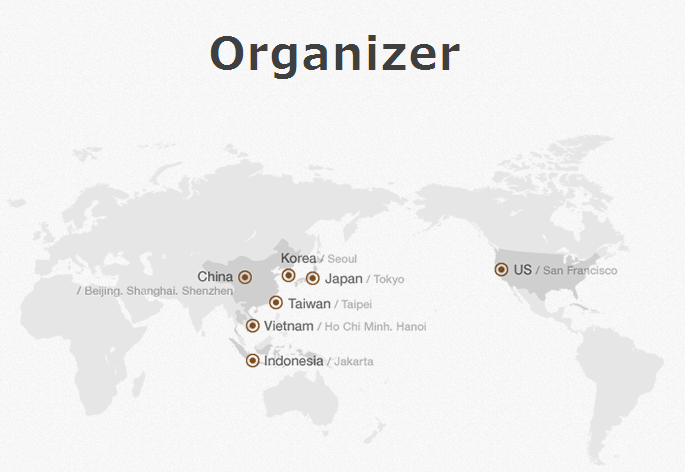 Organizer
Korea / Seoul
China
/ Beijing. Shanghai. Shenzhen
Japan / Tokyo
US / San Francisco
Taiwan / Taipei
Vietnam / Ho Chi Minh. Hanoi
Indonesia / Jakarta